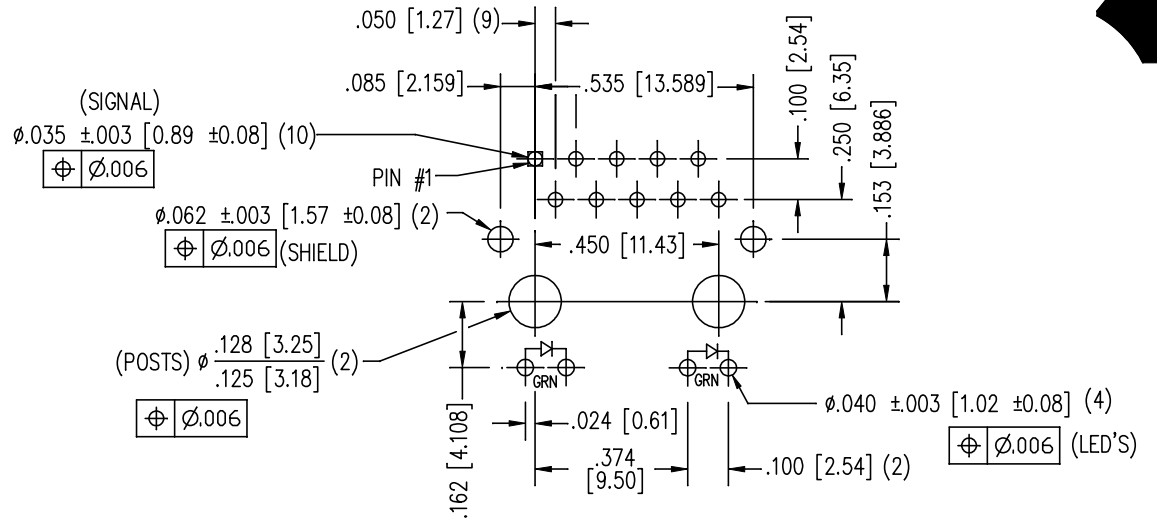 .050 [1.27] (9)
.085 [2.159]
.535 [13.589]
.100 [2.54]
.250 [6.35]
.153 [3.886]
(SIGNAL)
ø.035 ±.003 [0.89 ±0.08] (10)
⌖ Ø.006
PIN #1
ø.062 ±.003 [1.57 ±0.08] (2)
⌖ Ø.006 (SHIELD)
.450 [11.43]
(POSTS) ø .128 [3.25] (2)
.125 [3.18]
⌖ Ø.006
GRN
GRN
.162 [4.108]
.024 [0.61]
.374
[9.50]
.100 [2.54] (2)
ø.040 ±.003 [1.02 ±0.08] (4)
⌖ Ø.006 (LED'S)